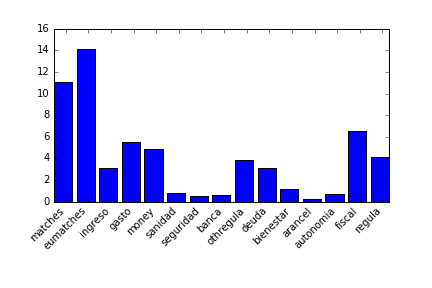 16
14
12
10
8
6
4
2
0
matches
eumatches
ingreso
gasto
money
sanidad
seguridad
banca
othregula
deuda
bienestar
arancel
autonomia
fiscal
regula